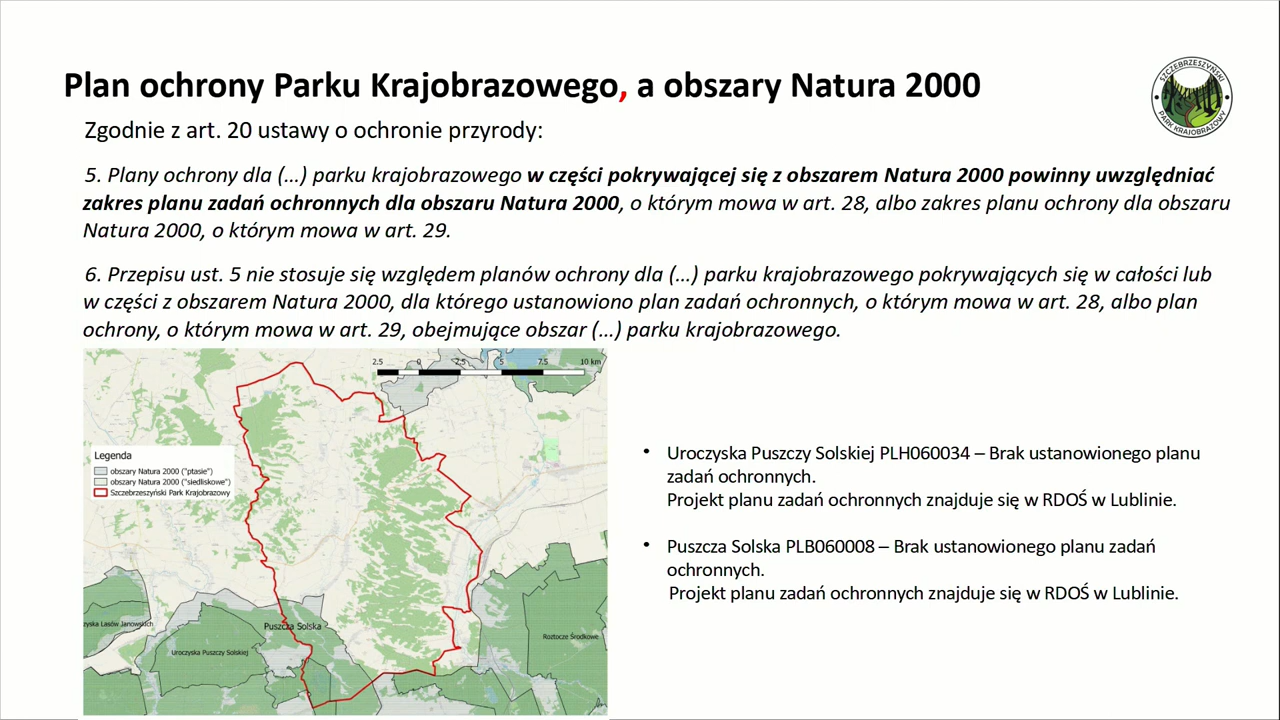 Plan ochrony Parku Krajobrazowego, a obszary Natura 2000
SZCZEBRZESZYŃSKI
PARK KRAJOBRAZOWY
Zgodnie z art. 20 ustawy o ochronie przyrody:
5. Plany ochrony dla (...) parku krajobrazowego w części pokrywającej się z obszarem Natura 2000 powinny uwzględniać
zakres planu zadań ochronnych dla obszaru Natura 2000, o którym mowa w art. 28, albo zakres planu ochrony dla obszaru
Natura 2000, o którym mowa w art. 29.
6. Przepisu ust. 5 nie stosuje się względem planów ochrony dla (...) parku krajobrazowego pokrywających się w całości lub
w części z obszarem Natura 2000, dla którego ustanowiono plan zadań ochronnych, o którym mowa w art. 28, albo plan
ochrony, o którym mowa w art. 29, obejmujące obszar (...) parku krajobrazowego.
2.5 0 2.5 5 7.5 10 km
Legenda
obszary Natura 2000 ("ptasie")
obszary Natura 2000 ("siedliskowe")
Szczebrzeszyński Park Krajobrazowy
zyska Lasów Janowskich
Puszcza Solska
Uroczyska Puszczy Solskiej
Roztocze Środkowe
• Uroczyska Puszczy Solskiej PLH060034 – Brak ustanowionego planu
zadań ochronnych.
Projekt planu zadań ochronnych znajduje się w RDOŚ w Lublinie.
• Puszcza Solska PLB060008 – Brak ustanowionego planu zadań
ochronnych.
Projekt planu zadań ochronnych znajduje się w RDOŚ w Lublinie.